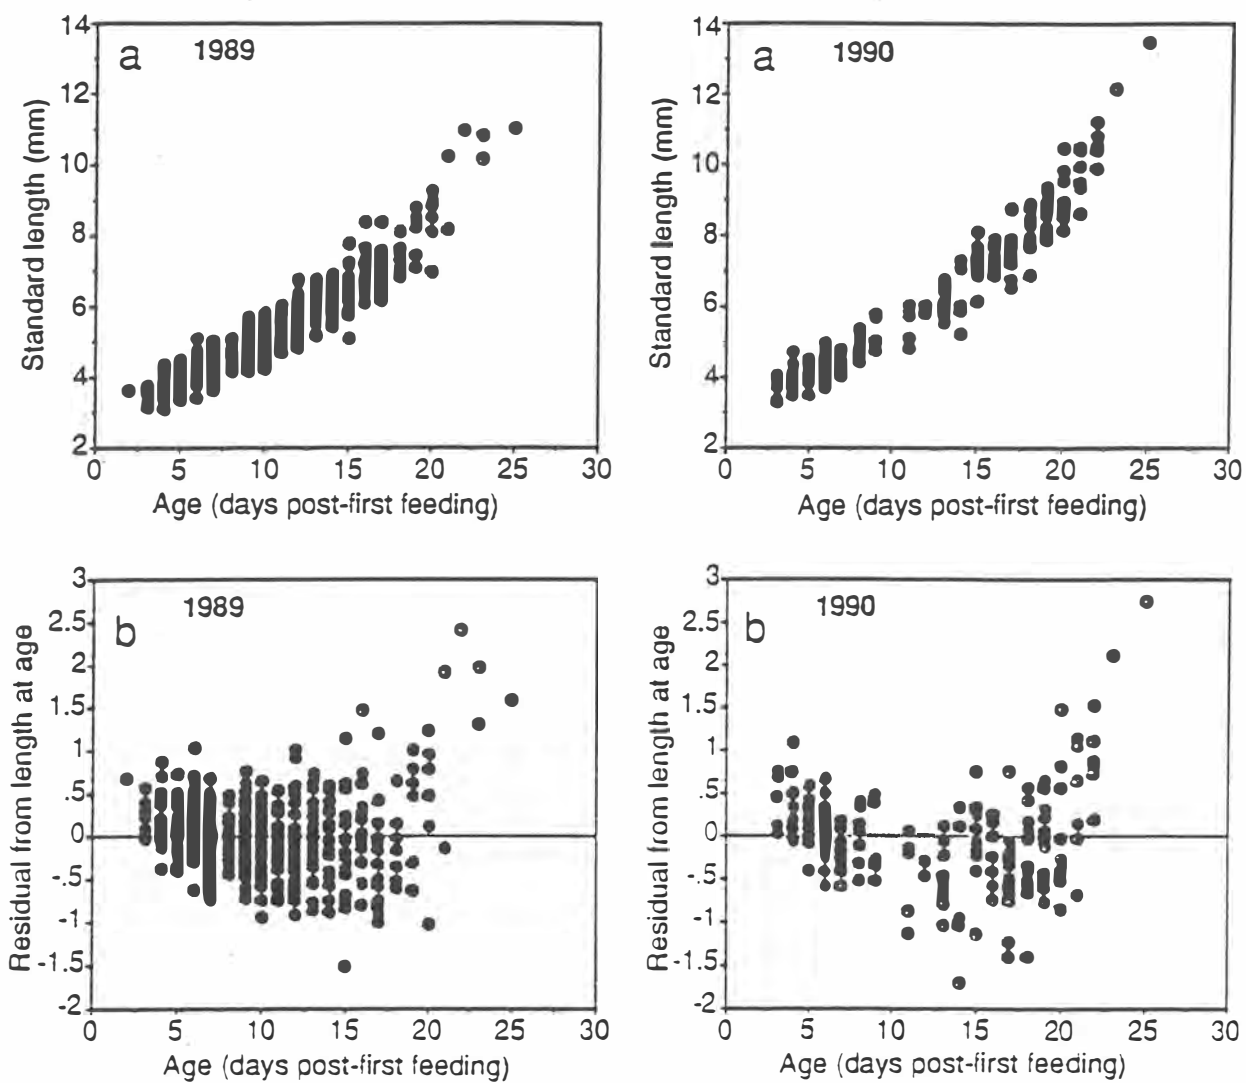 a 1989
14
12
10
8
6
4
2
0 5 10 15 20 25 30
Standard length (mm)
Age (days post-first feeding)
a 1990
14
12
10
8
6
4
2
0 5 10 15 20 25 30
Standard length (mm)
Age (days post-first feeding)
b 1989
3
2.5
2
1.5
1
.5
0
-.5
-1
-1.5
-2
0 5 10 15 20 25 30
Residual from length at age
Age (days post-first feeding)
b 1990
3
2.5
2
1.5
1
.5
0
-.5
-1
-1.5
-2
0 5 10 15 20 25 30
Residual from length at age
Age (days post-first feeding)